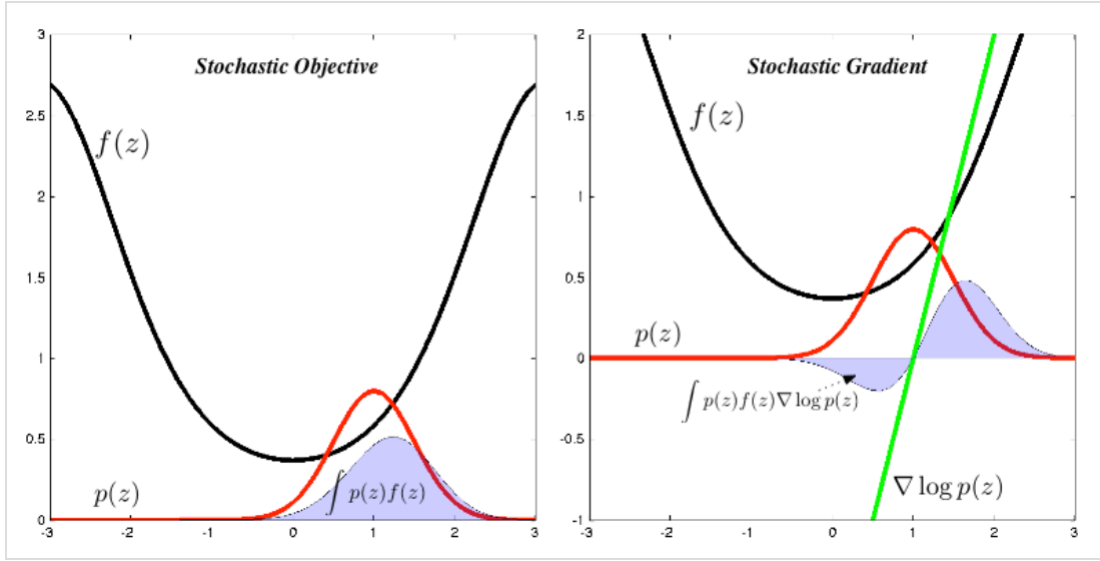 Stochastic Objective
3
2.5
2
1.5
1
0.5
0
f(z)
p(z)
∫ p(z)f(z)
-3 -2 -1 0 1 2 3
Stochastic Gradient
2
1.5
1
0.5
0
-0.5
-1
f(z)
p(z)
∫ p(z)f(z)∇ log p(z)
∇ log p(z)
-3 -2 -1 0 1 2 3